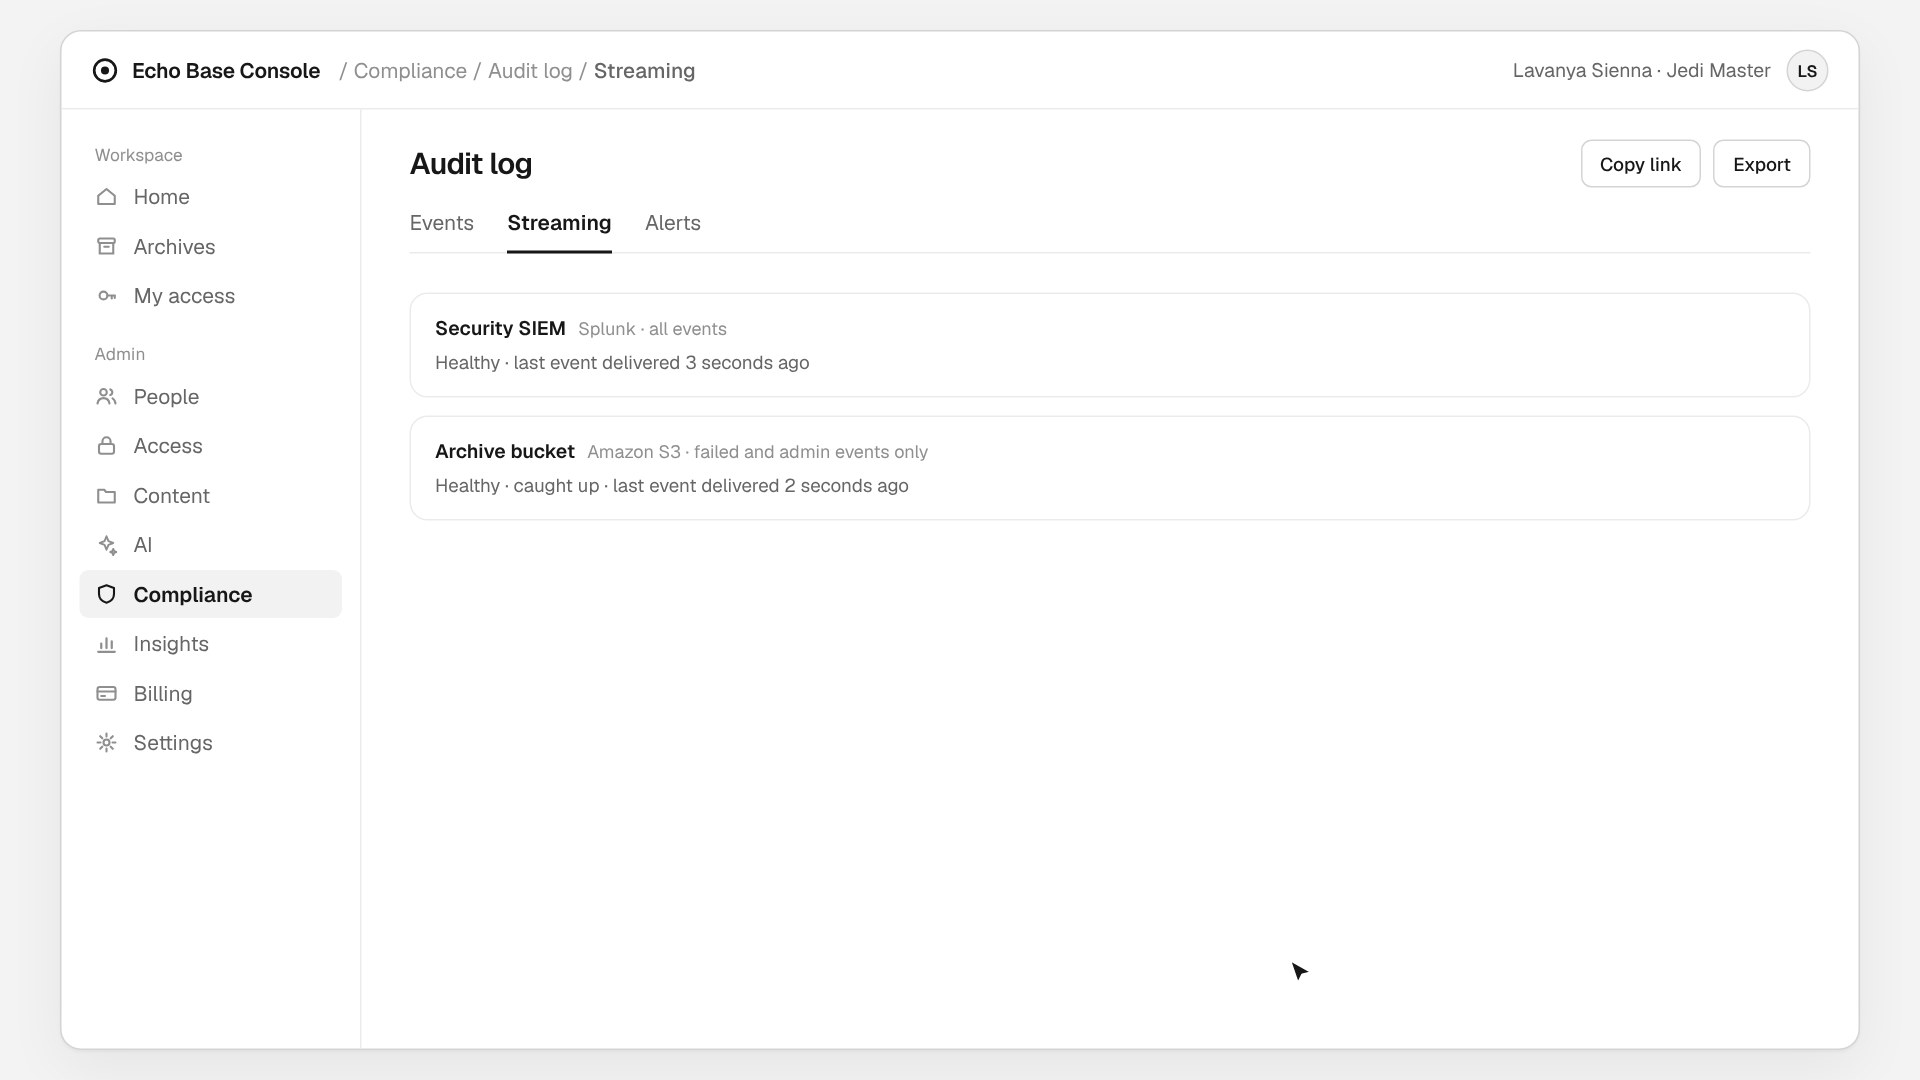 Echo Base Console / Compliance / Audit log / Streaming
Lavanya Sienna · Jedi Master LS
Workspace
Home
Archives
My access
Admin
People
Access
Content
AI
Compliance
Insights
Billing
Settings
Audit log
Copy link
Export
Events Streaming Alerts
Security SIEM Splunk · all events
Healthy · last event delivered 3 seconds ago
Archive bucket Amazon S3 · failed and admin events only
Healthy · caught up · last event delivered 2 seconds ago